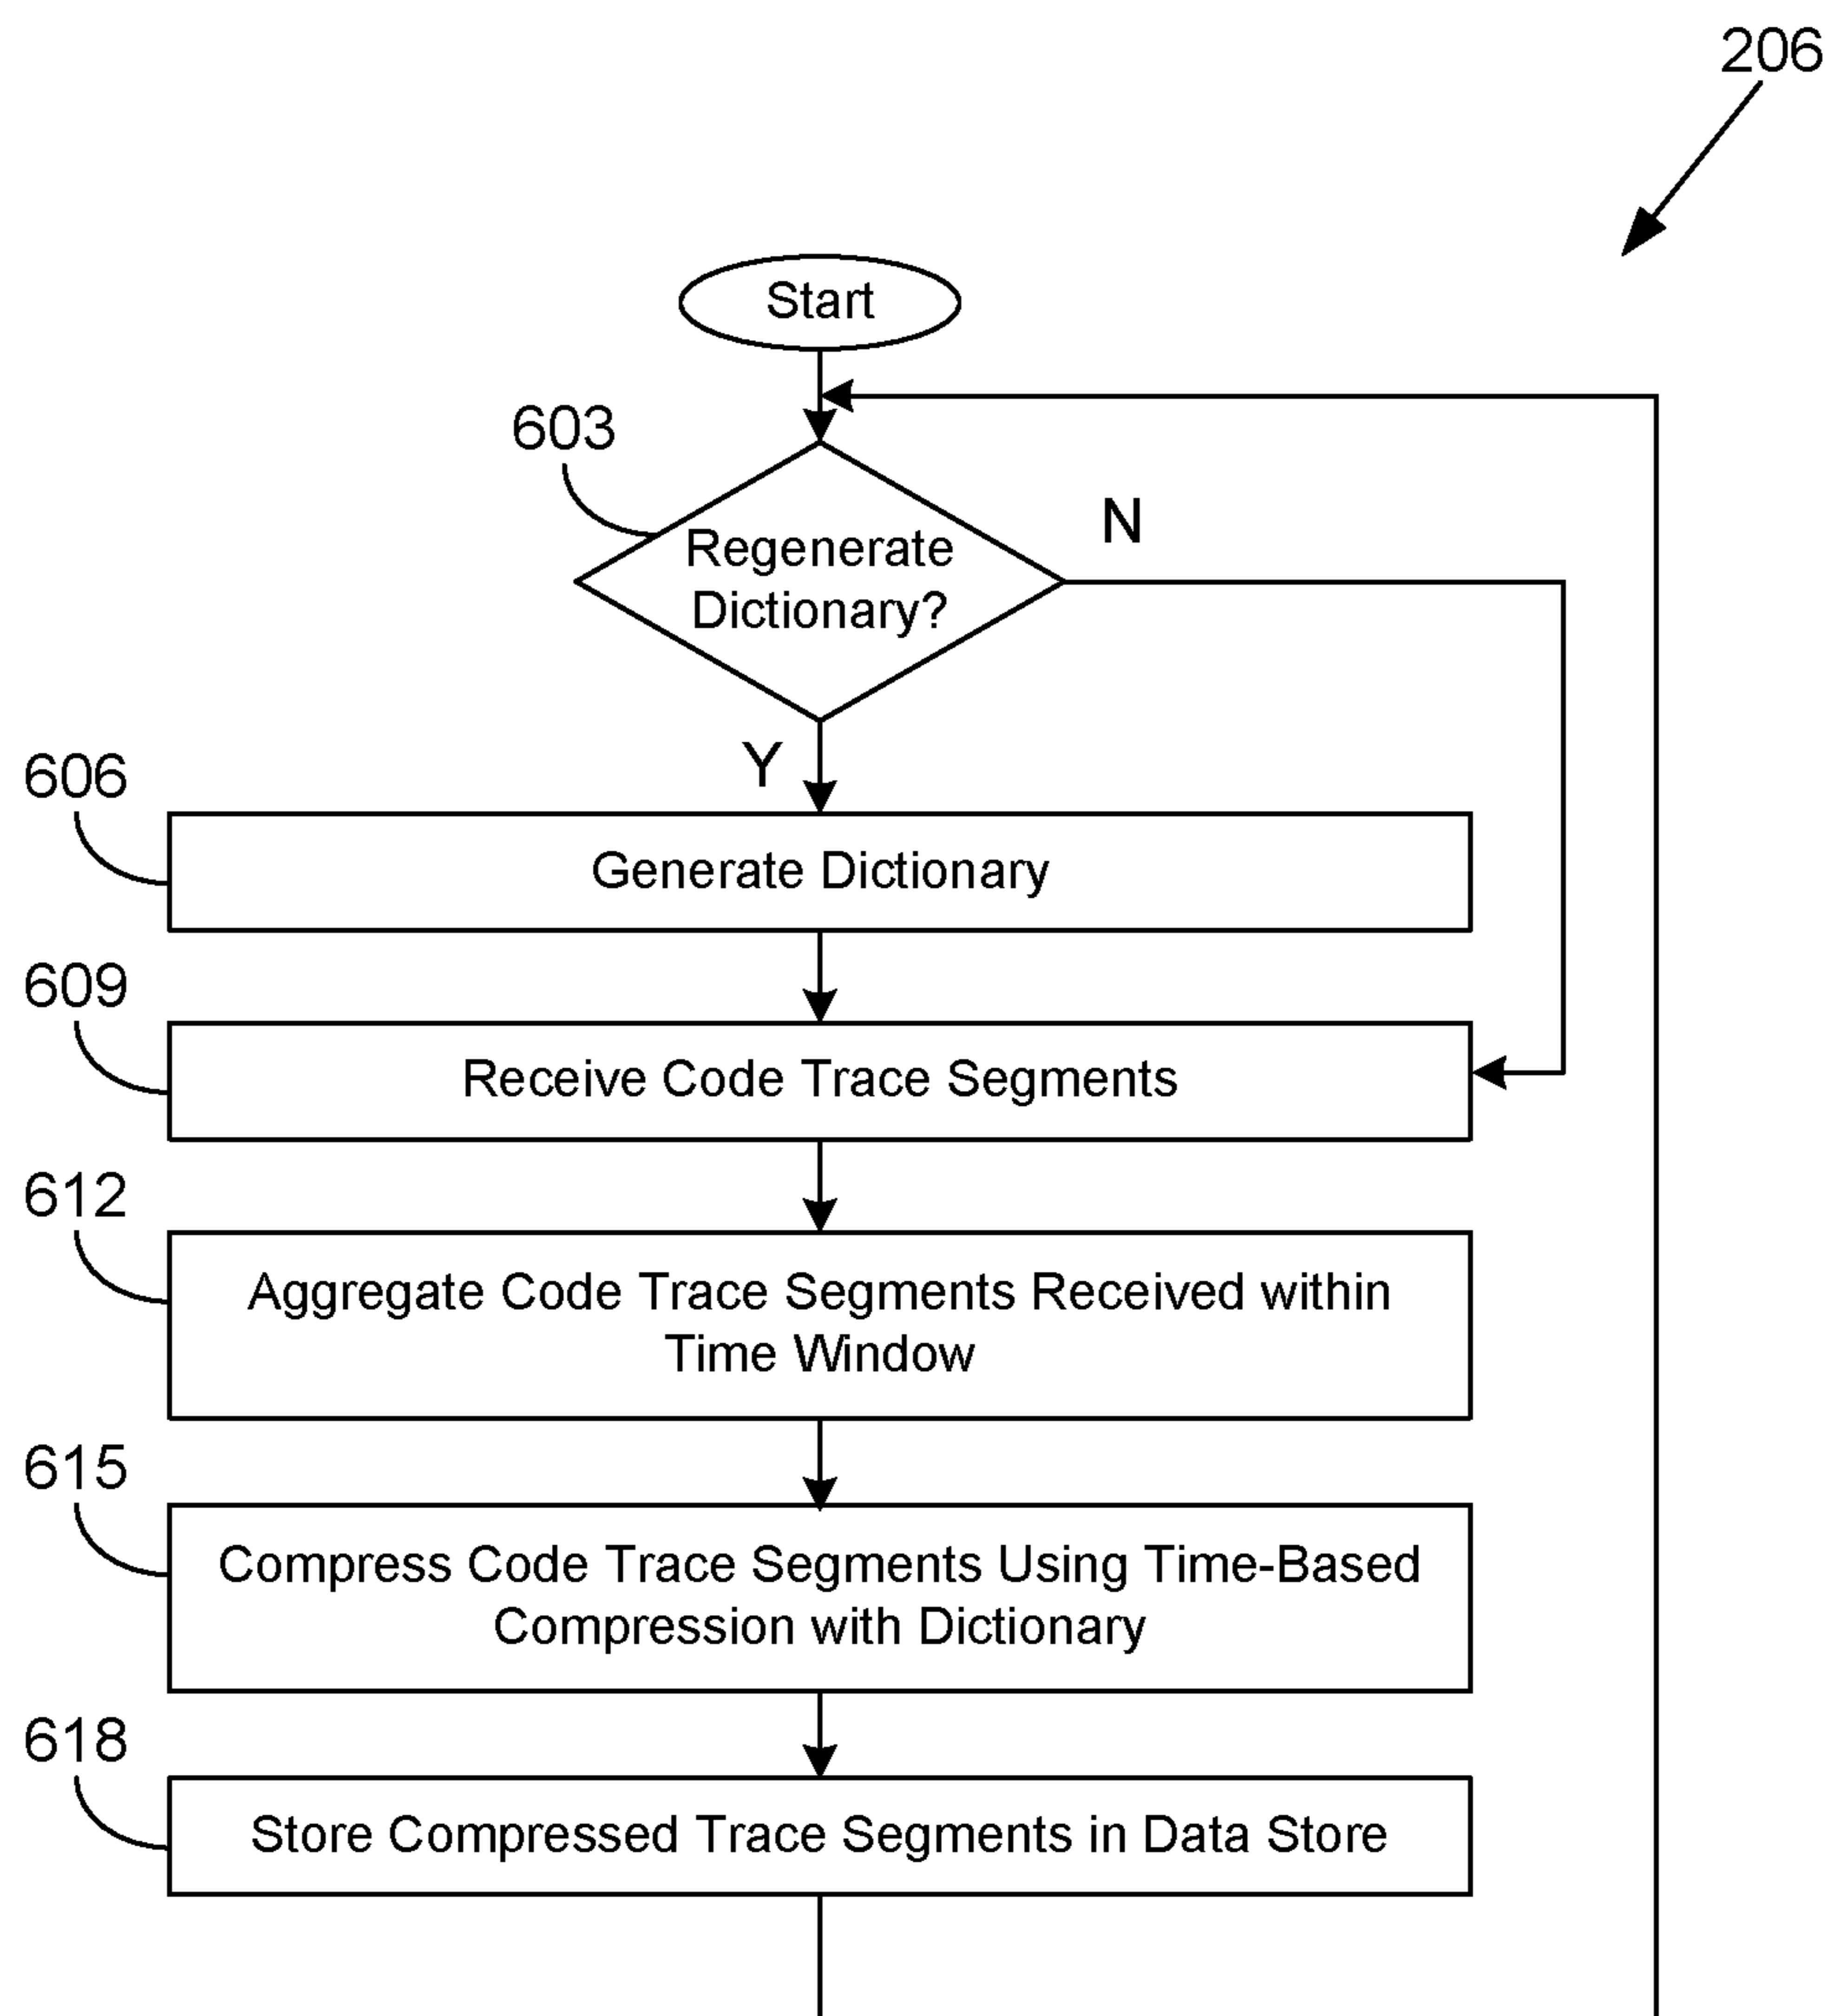 206
Start
603
Regenerate
Dictionary?
N
Y
606
Generate Dictionary
609
Receive Code Trace Segments
612
Aggregate Code Trace Segments Received within
Time Window
615
Compress Code Trace Segments Using Time-Based
Compression with Dictionary
618
Store Compressed Trace Segments in Data Store